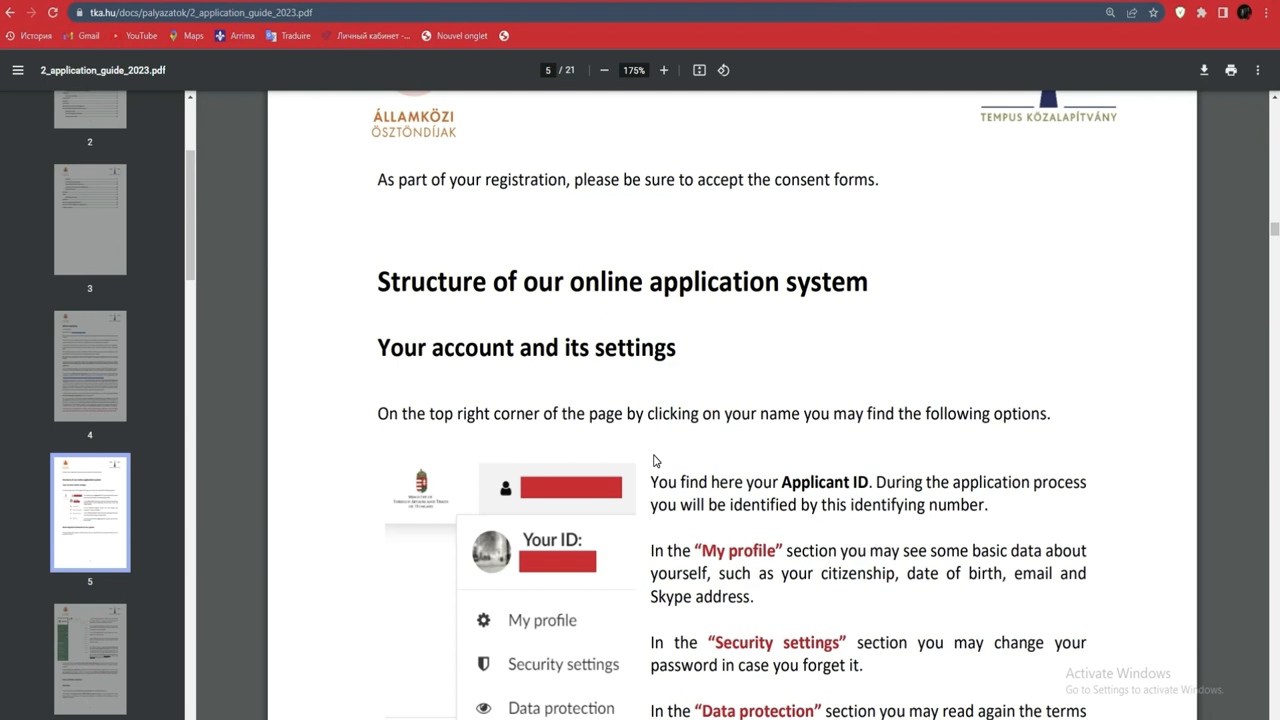 tka.hu/docs/palyazatok/2_application_guide_2023.pdf
История
Gmail
YouTube
Maps
Arrima
Traduire
Личный кабинет -...
Nouvel onglet
2_application_guide_2023.pdf
5 / 21
175%
2
3
4
5
ÁLLAMKÖZI
ÖSZTÖNDÍJAK
TEMPUS KÖZALAPÍTVÁNY
As part of your registration, please be sure to accept the consent forms.
Structure of our online application system
Your account and its settings
On the top right corner of the page by clicking on your name you may find the following options.
MINISTRY OF
FOREIGN AFFAIRS AND TRADE
OF HUNGARY
Your ID:
My profile
Security settings
Data protection
You find here your Applicant ID. During the application process
you will be identified by this identifying number.
In the “My profile” section you may see some basic data about
yourself, such as your citizenship, date of birth, email and
Skype address.
In the “Security settings” section you may change your
password in case you forget it.
In the “Data protection” section you may read again the terms
Activate Windows
Go to Settings to activate Windows.